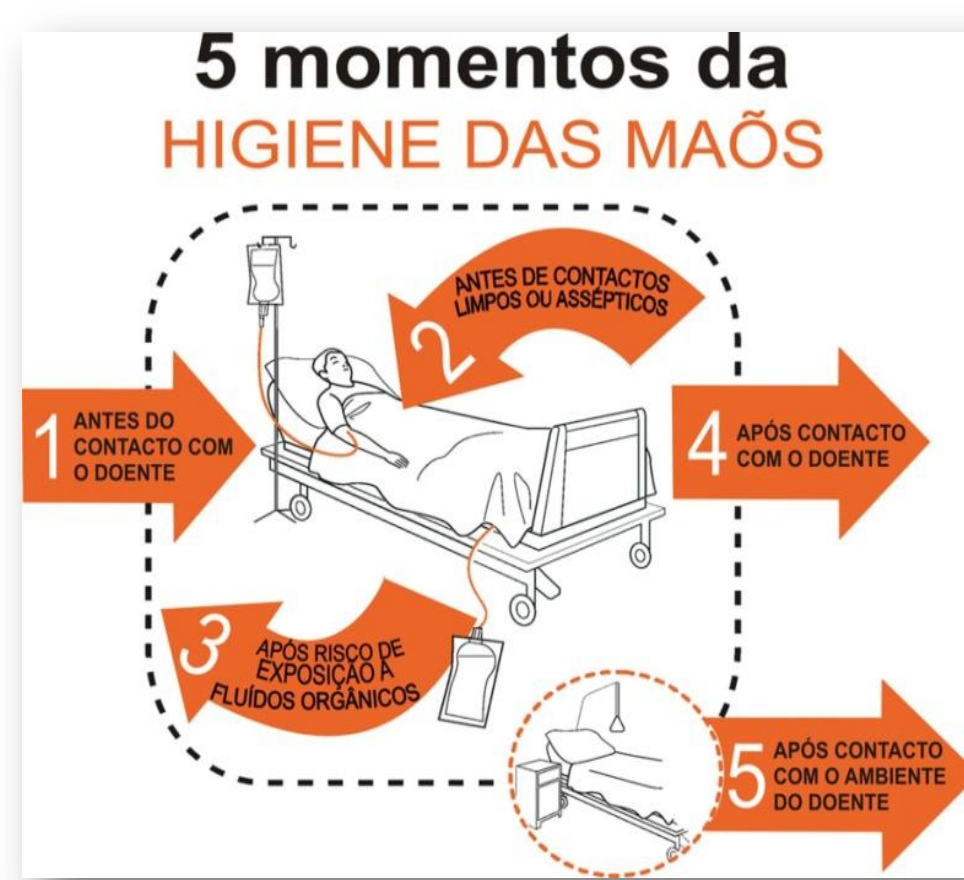 5 momentos da
HIGIENE DAS MAÕS
1 ANTES DO
CONTACTO COM
O DOENTE
2 ANTES DE CONTACTOS
LIMPOS OU ASSÉPTICOS
3 APÓS RISCO DE
EXPOSIÇÃO À
FLUÍDOS ORGÂNICOS
4 APÓS CONTACTO
COM O DOENTE
5 APÓS CONTACTO
COM O AMBIENTE
DO DOENTE